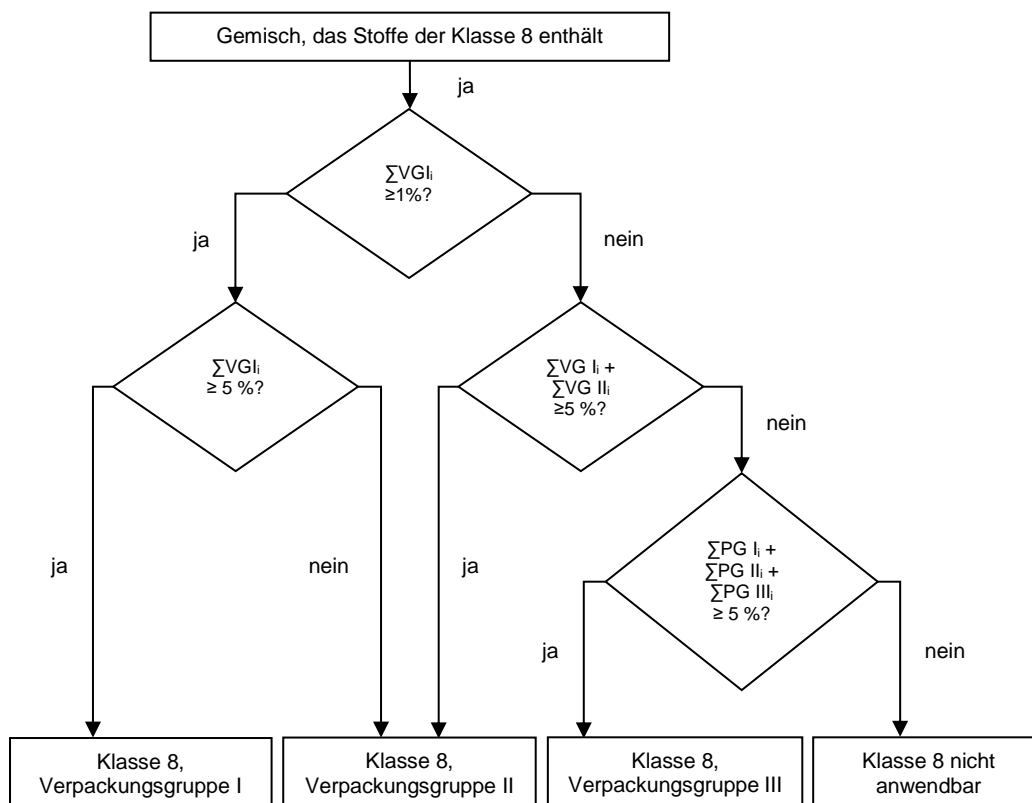 Gemisch, das Stoffe der Klasse 8 enthält
ja
∑VGIᵢ
≥1%?
ja
nein
∑VGIᵢ
≥ 5 %?
∑VG Iᵢ +
∑VG IIᵢ
≥5 %?
nein
ja
nein
ja
∑PG Iᵢ +
∑PG IIᵢ +
∑PG IIIᵢ
≥ 5 %?
ja
nein
Klasse 8,
Verpackungsgruppe I
Klasse 8,
Verpackungsgruppe II
Klasse 8,
Verpackungsgruppe III
Klasse 8 nicht
anwendbar